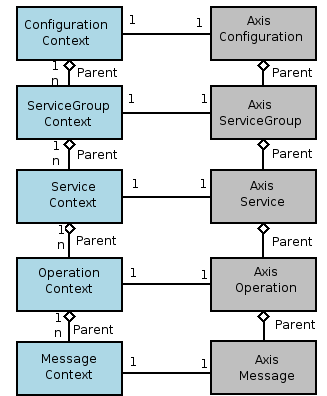 Configuration
Context
1
1
Axis
Configuration
1
n
Parent
Parent
ServiceGroup
Context
1
1
Axis
ServiceGroup
1
n
Parent
Parent
Service
Context
1
1
Axis
Service
1
n
Parent
Parent
Operation
Context
1
1
Axis
Operation
1
n
Parent
Parent
Message
Context
1
1
Axis
Message